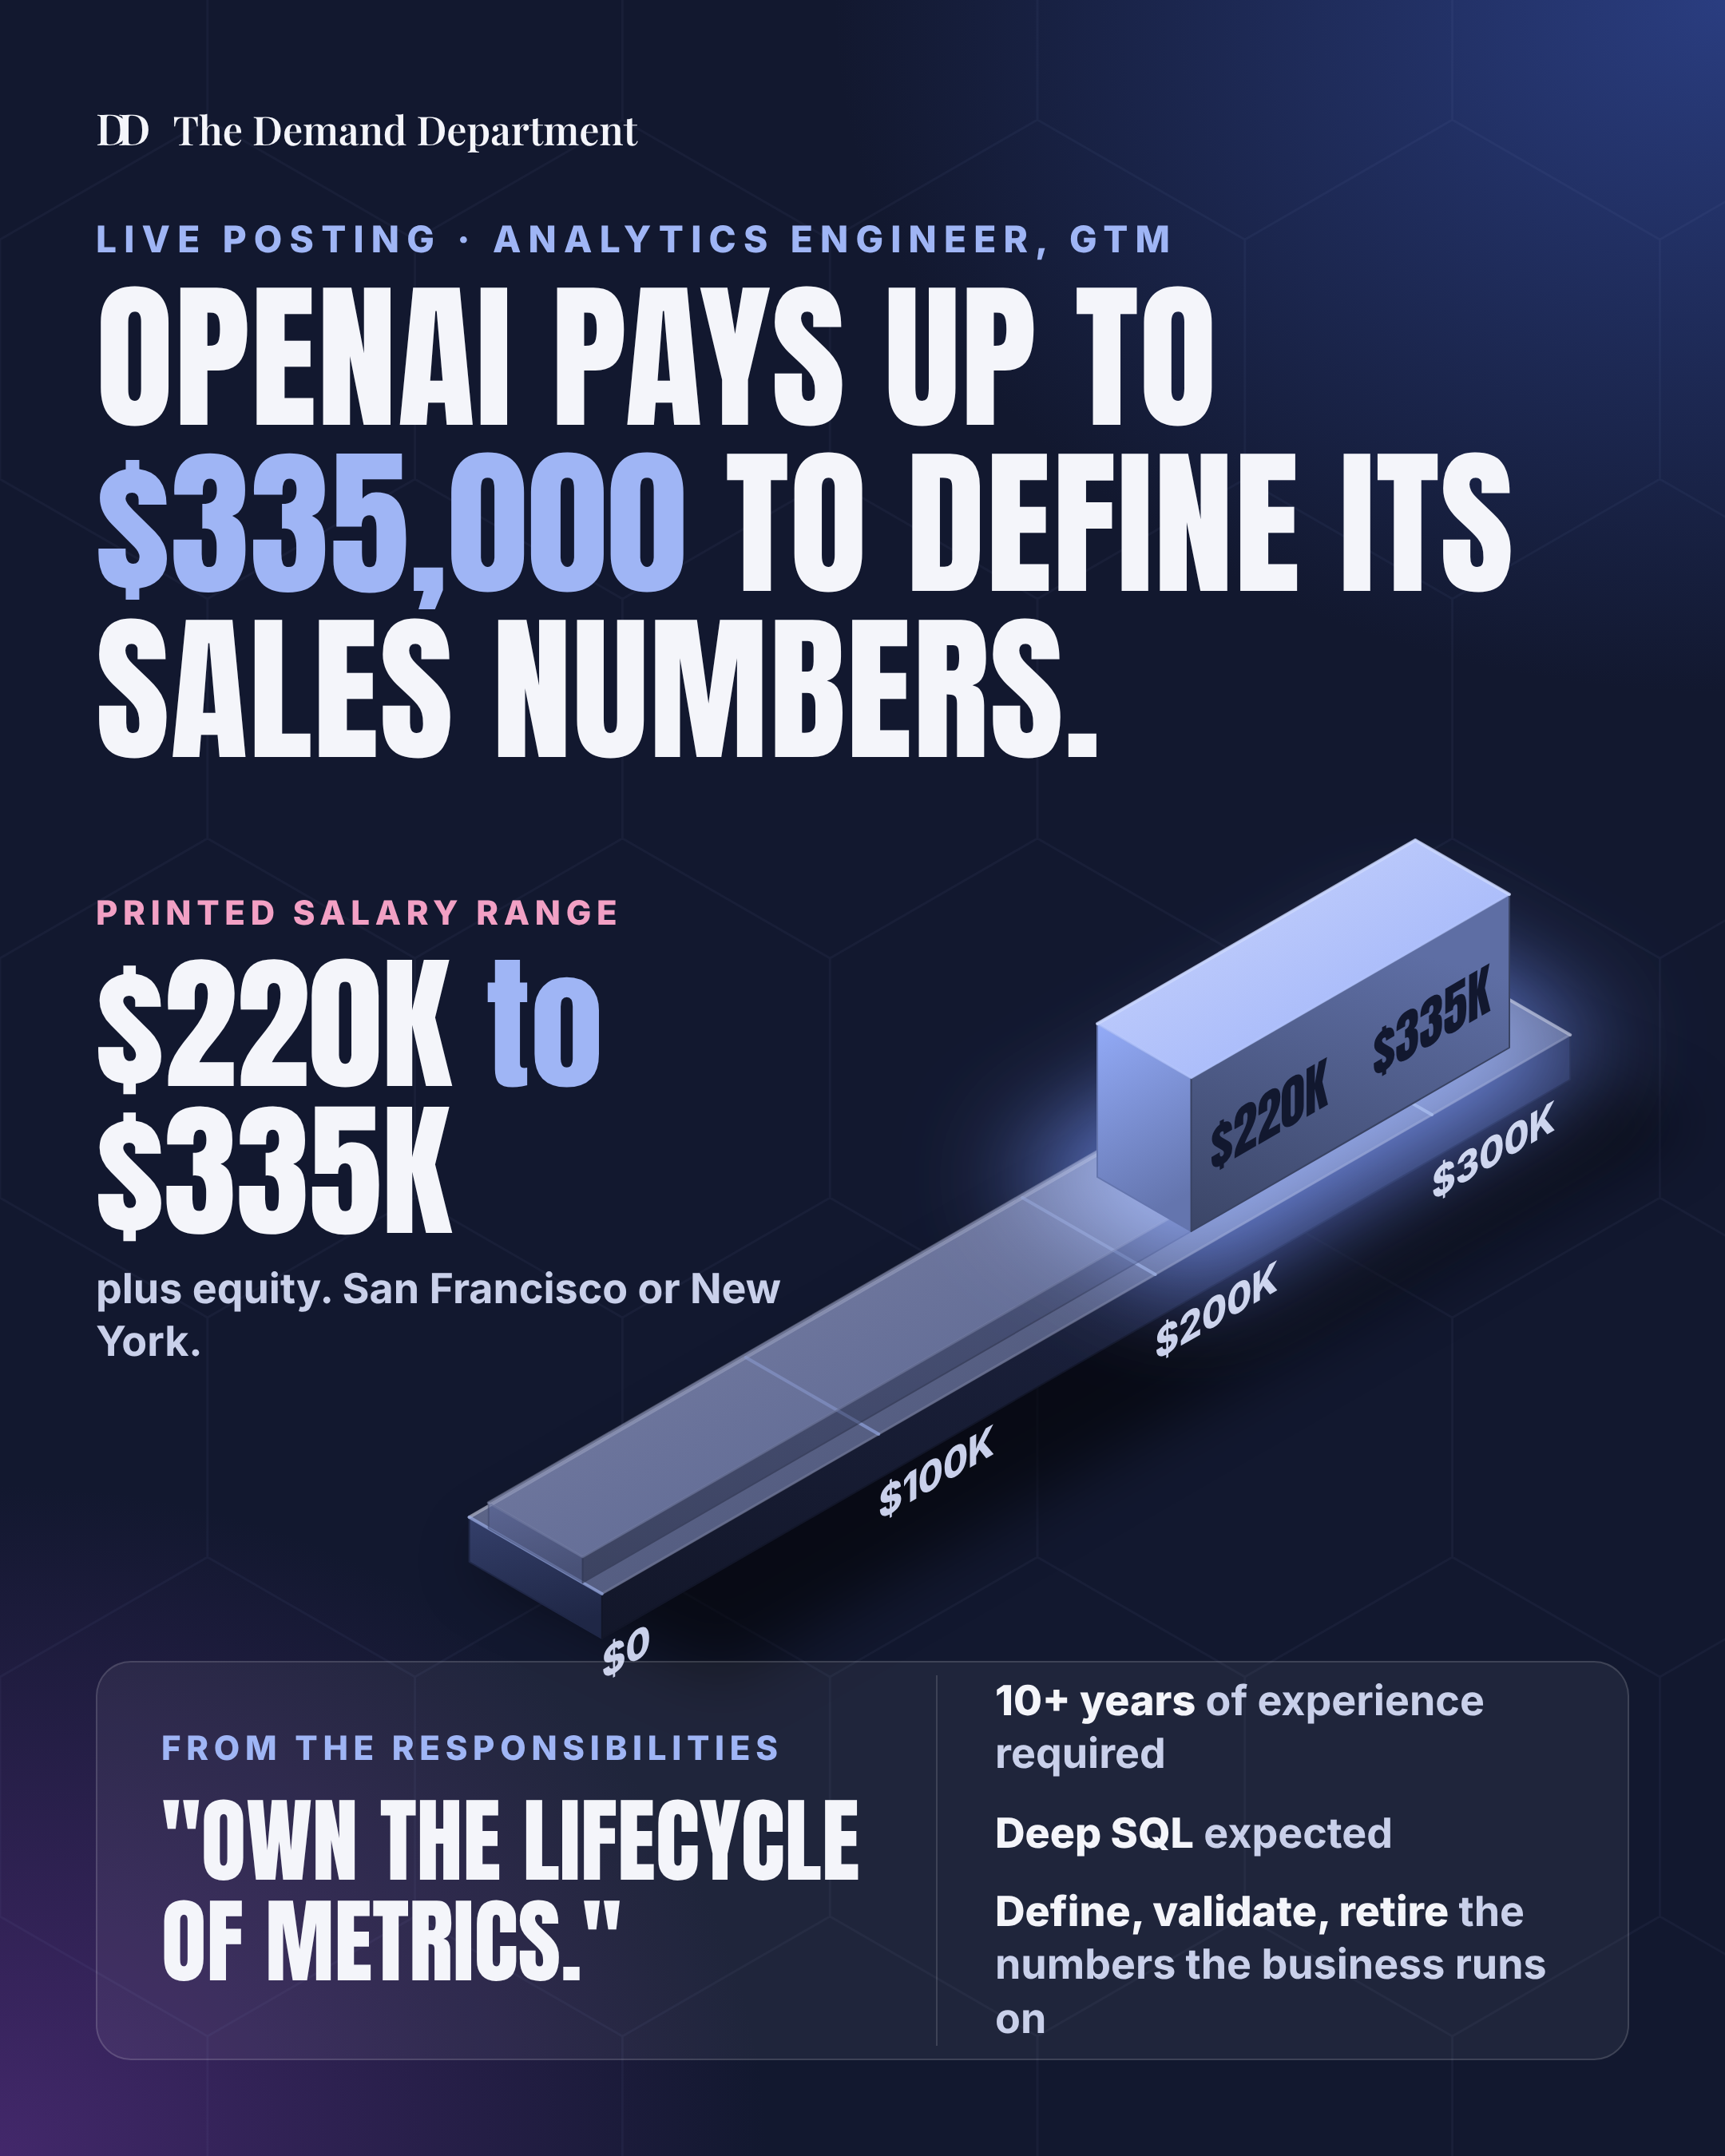 DD The Demand Department
LIVE POSTING · ANALYTICS ENGINEER, GTM
OPENAI PAYS UP TO
$335,000 TO DEFINE ITS
SALES NUMBERS.
PRINTED SALARY RANGE
$220K to
$335K
plus equity. San Francisco or New
York.
$220K $335K
$300K
$200K
$100K
$0
FROM THE RESPONSIBILITIES
"OWN THE LIFECYCLE
OF METRICS."
10+ years of experience
required
Deep SQL expected
Define, validate, retire the
numbers the business runs
on